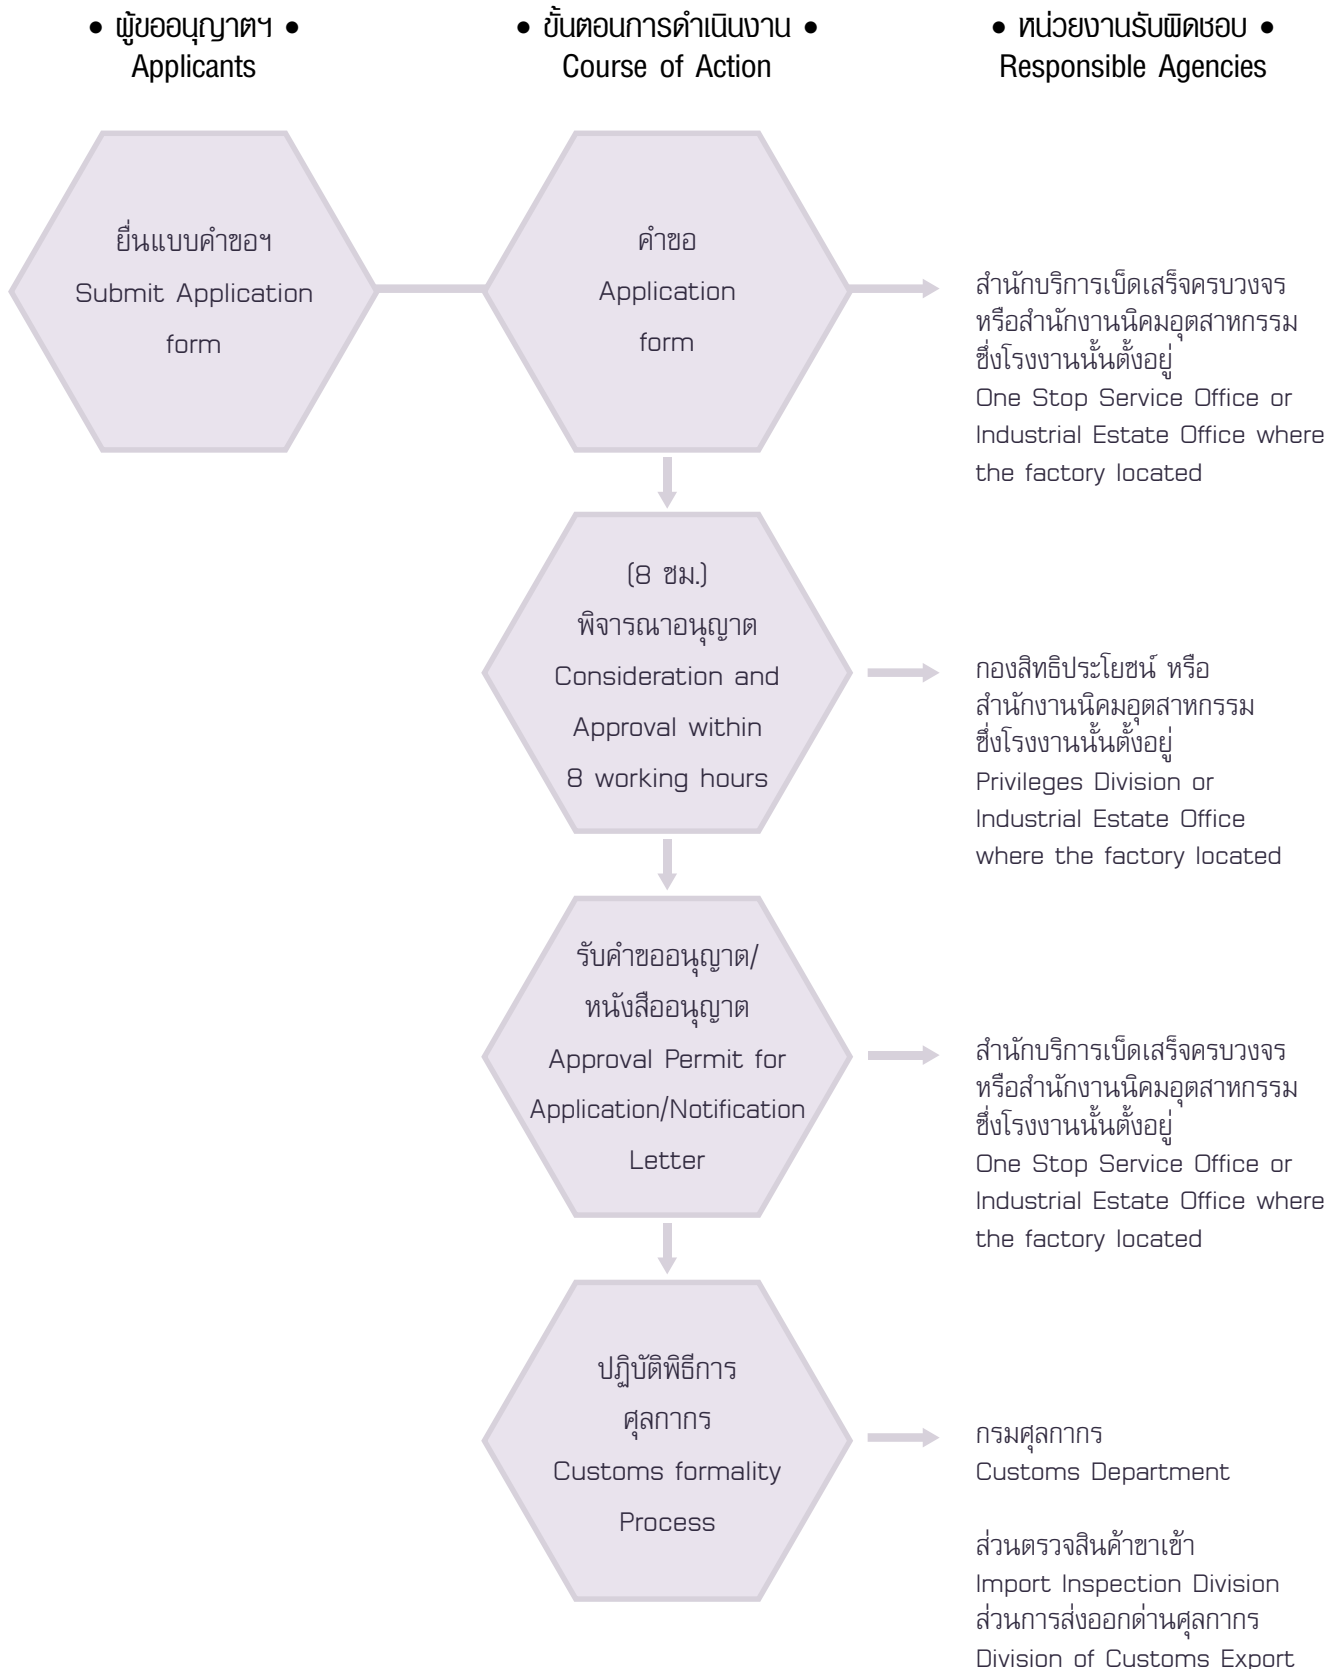 • ผู้ขออนุญาตฯ •
Applicants
• ขั้นตอนการดำเนินงาน •
Course of Action
• หน่วยงานรับผิดชอบ •
Responsible Agencies
ยื่นแบบคำขอฯ
Submit Application
form
คำขอ
Application
form
สำนักบริการเบ็ดเสร็จครบวงจร
หรือสำนักงานนิคมอุตสาหกรรม
ซึ่งโรงงานนั้นตั้งอยู่
One Stop Service Office or
Industrial Estate Office where
the factory located
(8 ชม.)
พิจารณาอนุญาต
Consideration and
Approval within
8 working hours
กองสิทธิประโยชน์ หรือ
สำนักงานนิคมอุตสาหกรรม
ซึ่งโรงงานนั้นตั้งอยู่
Privileges Division or
Industrial Estate Office
where the factory located
รับคำขออนุญาต/
หนังสืออนุญาต
Approval Permit for
Application/Notification
Letter
สำนักบริการเบ็ดเสร็จครบวงจร
หรือสำนักงานนิคมอุตสาหกรรม
ซึ่งโรงงานนั้นตั้งอยู่
One Stop Service Office or
Industrial Estate Office where
the factory located
ปฏิบัติพิธีการ
ศุลกากร
Customs formality
Process
กรมศุลกากร
Customs Department
ส่วนตรวจสินค้าขาเข้า
Import Inspection Division
ส่วนการส่งออกด่านศุลกากร
Division of Customs Export